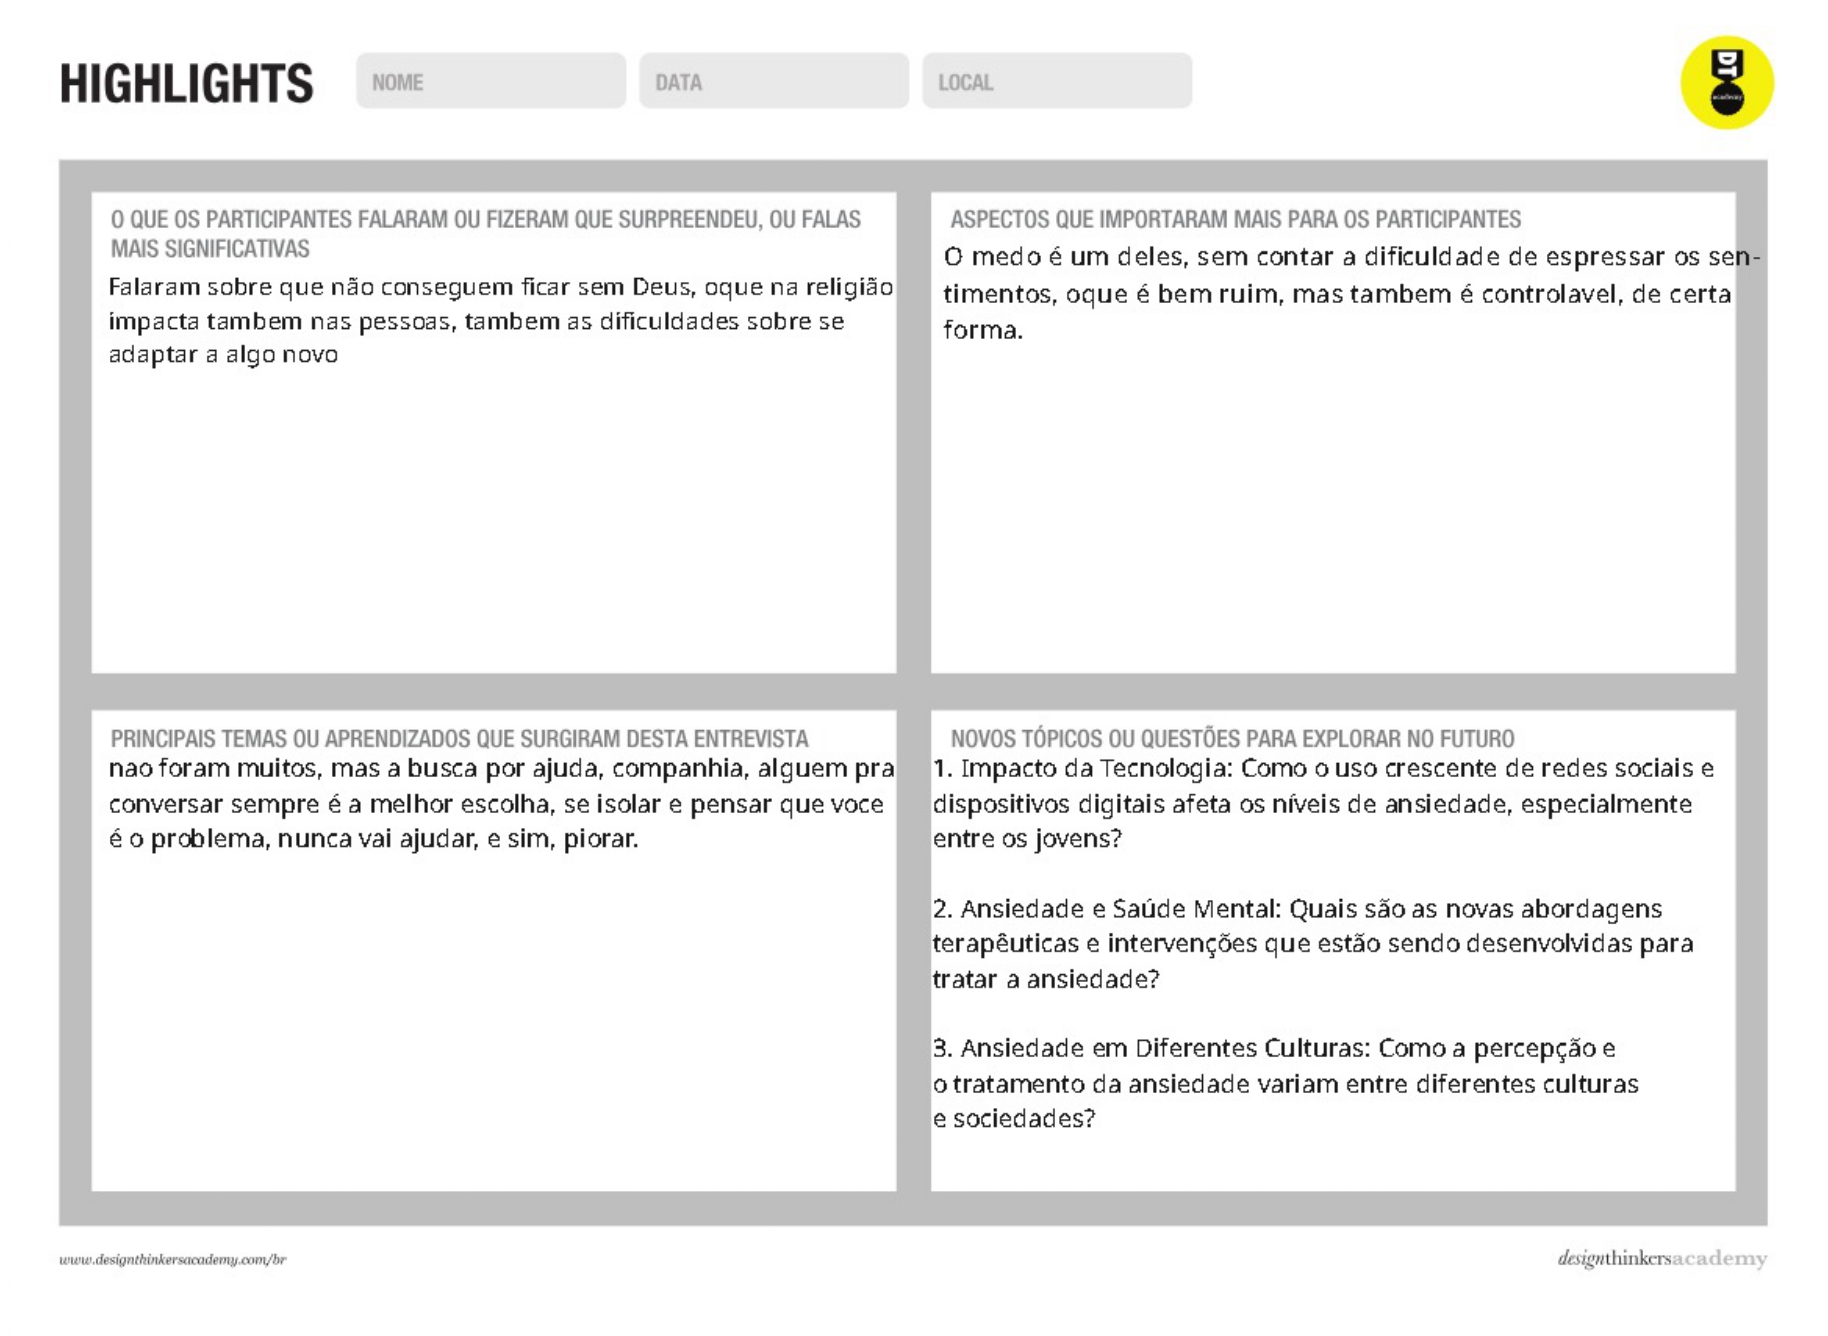 HIGHLIGHTS
NOME
DATA
LOCAL
DT
academy
O QUE OS PARTICIPANTES FALARAM OU FIZERAM QUE SURPREENDEU, OU FALAS
MAIS SIGNIFICATIVAS
Falaram sobre que não conseguem ficar sem Deus, oque na religião
impacta tambem nas pessoas, tambem as dificuldades sobre se
adaptar a algo novo
ASPECTOS QUE IMPORTARAM MAIS PARA OS PARTICIPANTES
O medo é um deles, sem contar a dificuldade de espressar os sen-
timentos, oque é bem ruim, mas tambem é controlavel, de certa
forma.
PRINCIPAIS TEMAS OU APRENDIZADOS QUE SURGIRAM DESTA ENTREVISTA
nao foram muitos, mas a busca por ajuda, companhia, alguem pra
conversar sempre é a melhor escolha, se isolar e pensar que voce
é o problema, nunca vai ajudar, e sim, piorar.
NOVOS TÓPICOS OU QUESTÕES PARA EXPLORAR NO FUTURO
1. Impacto da Tecnologia: Como o uso crescente de redes sociais e
dispositivos digitais afeta os níveis de ansiedade, especialmente
entre os jovens?
2. Ansiedade e Saúde Mental: Quais são as novas abordagens
terapêuticas e intervenções que estão sendo desenvolvidas para
tratar a ansiedade?
3. Ansiedade em Diferentes Culturas: Como a percepção e
o tratamento da ansiedade variam entre diferentes culturas
e sociedades?
www.designthinkersacademy.com/br
designthinkersacademy